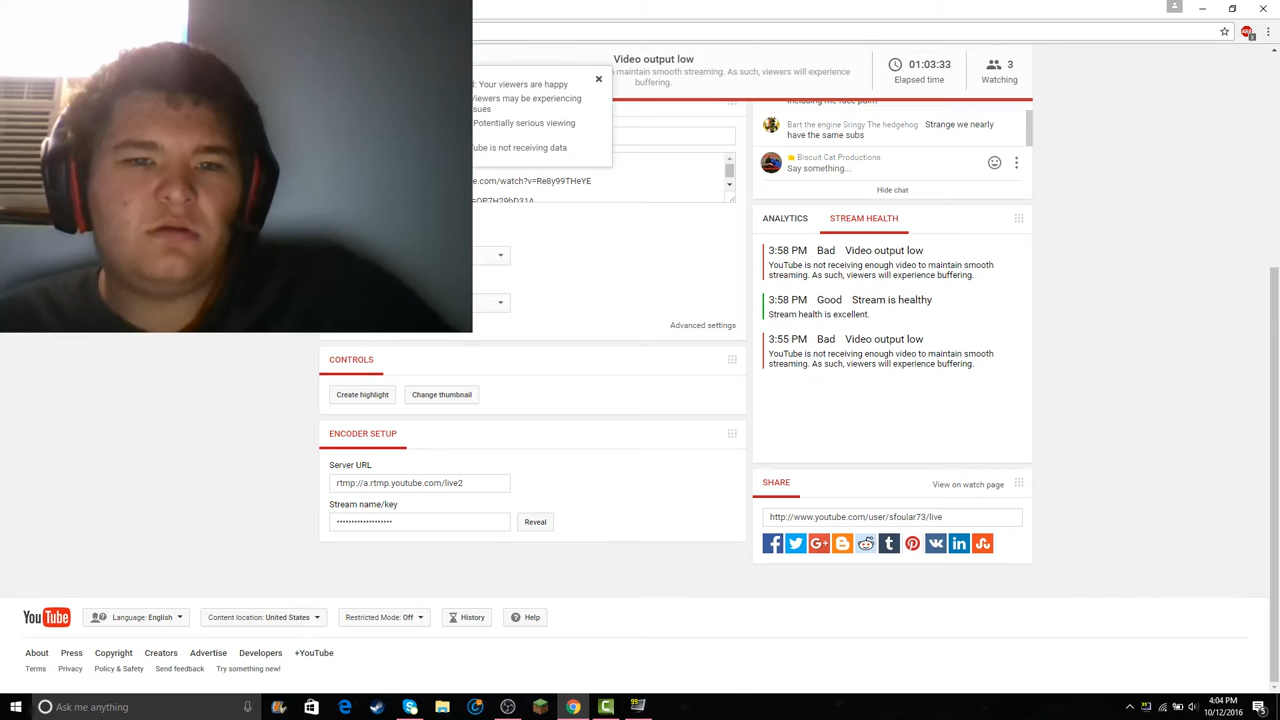 Video output low
maintain smooth streaming. As such, viewers will experience
buffering.
01:03:33
Elapsed time
3
Watching
: Your viewers are happy
iewers may be experiencing
sues
Potentially serious viewing
ube is not receiving data
e.com/watch?v=Re8y99THeYE
=OP7H29bD31A
Advanced settings
including me face palm
Bart the engine Sringy The hedgehog Strange we nearly
have the same subs
Biscuit Cat Productions
Say something...
Hide chat
ANALYTICS STREAM HEALTH
3:58 PM Bad Video output low
YouTube is not receiving enough video to maintain smooth
streaming. As such, viewers will experience buffering.
3:58 PM Good Stream is healthy
Stream health is excellent.
3:55 PM Bad Video output low
YouTube is not receiving enough video to maintain smooth
streaming. As such, viewers will experience buffering.
CONTROLS
Create highlight Change thumbnail
ENCODER SETUP
Server URL
rtmp://a.rtmp.youtube.com/live2
Stream name/key
Reveal
SHARE View on watch page
http://www.youtube.com/user/sfoular73/live
YouTube Language: English Content location: United States Restricted Mode: Off History Help
About Press Copyright Creators Advertise Developers +YouTube
Terms Privacy Policy & Safety Send feedback Try something new!
Ask me anything
4:04 PM
10/12/2016